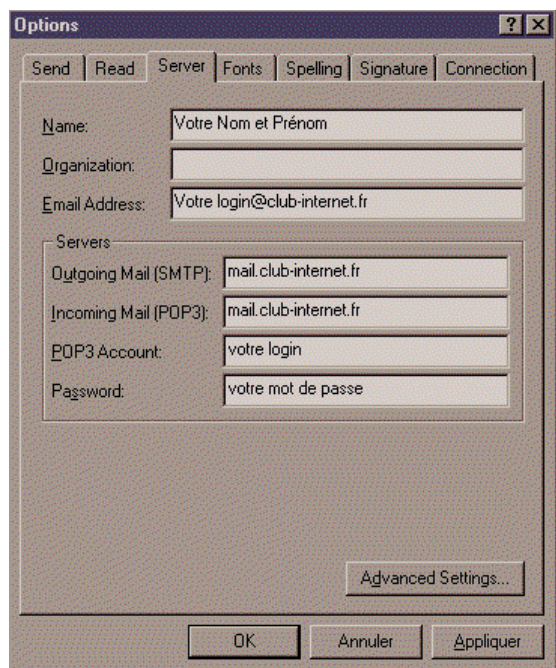 Options
Send Read Server Fonts Spelling Signature Connection
Name: Votre Nom et Prénom
Organization:
Email Address: Votre login@club-internet.fr
Servers
Outgoing Mail (SMTP): mail.club-internet.fr
Incoming Mail (POP3): mail.club-internet.fr
POP3 Account: votre login
Password: votre mot de passe
Advanced Settings...
OK Annuler Appliquer